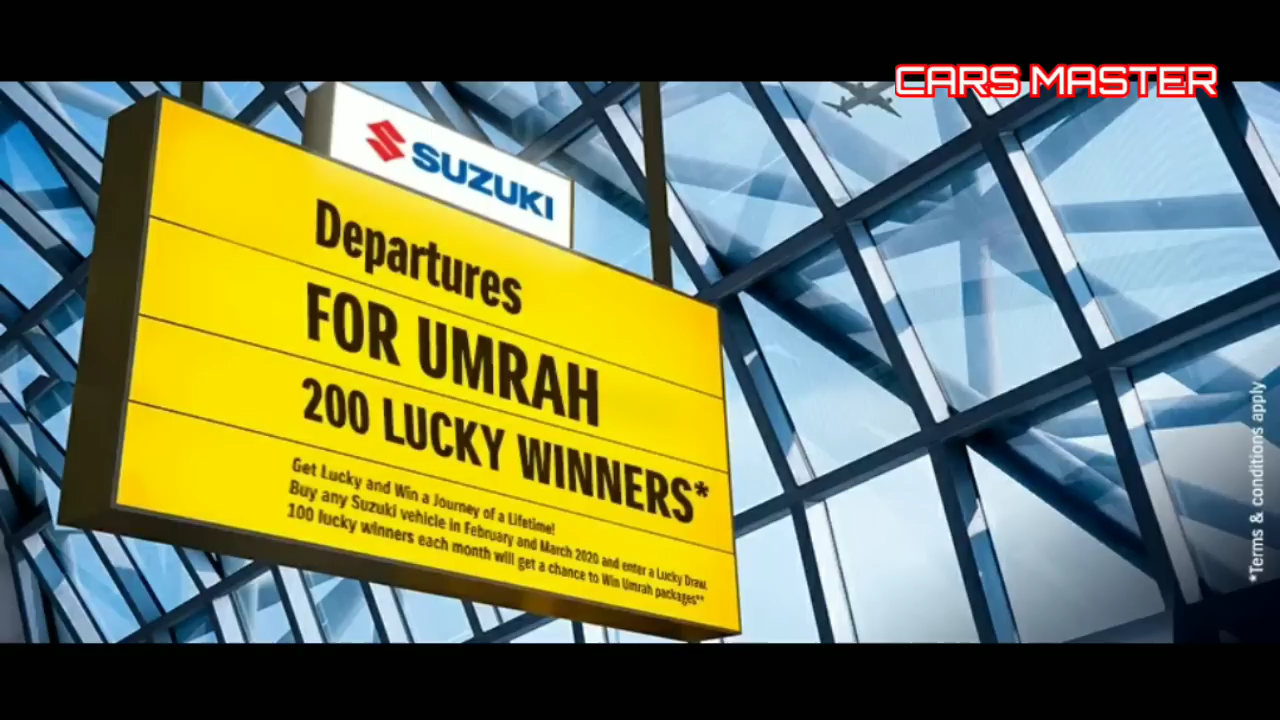 CARS MASTER
SUZUKI
Departures
FOR UMRAH
200 LUCKY WINNERS*
Get Lucky and Win a Journey of a Lifetime!
Buy any Suzuki vehicle in February and March 2020 and enter a Lucky Draw.
100 lucky winners each month will get a chance to Win Umrah packages**
*Terms & conditions apply